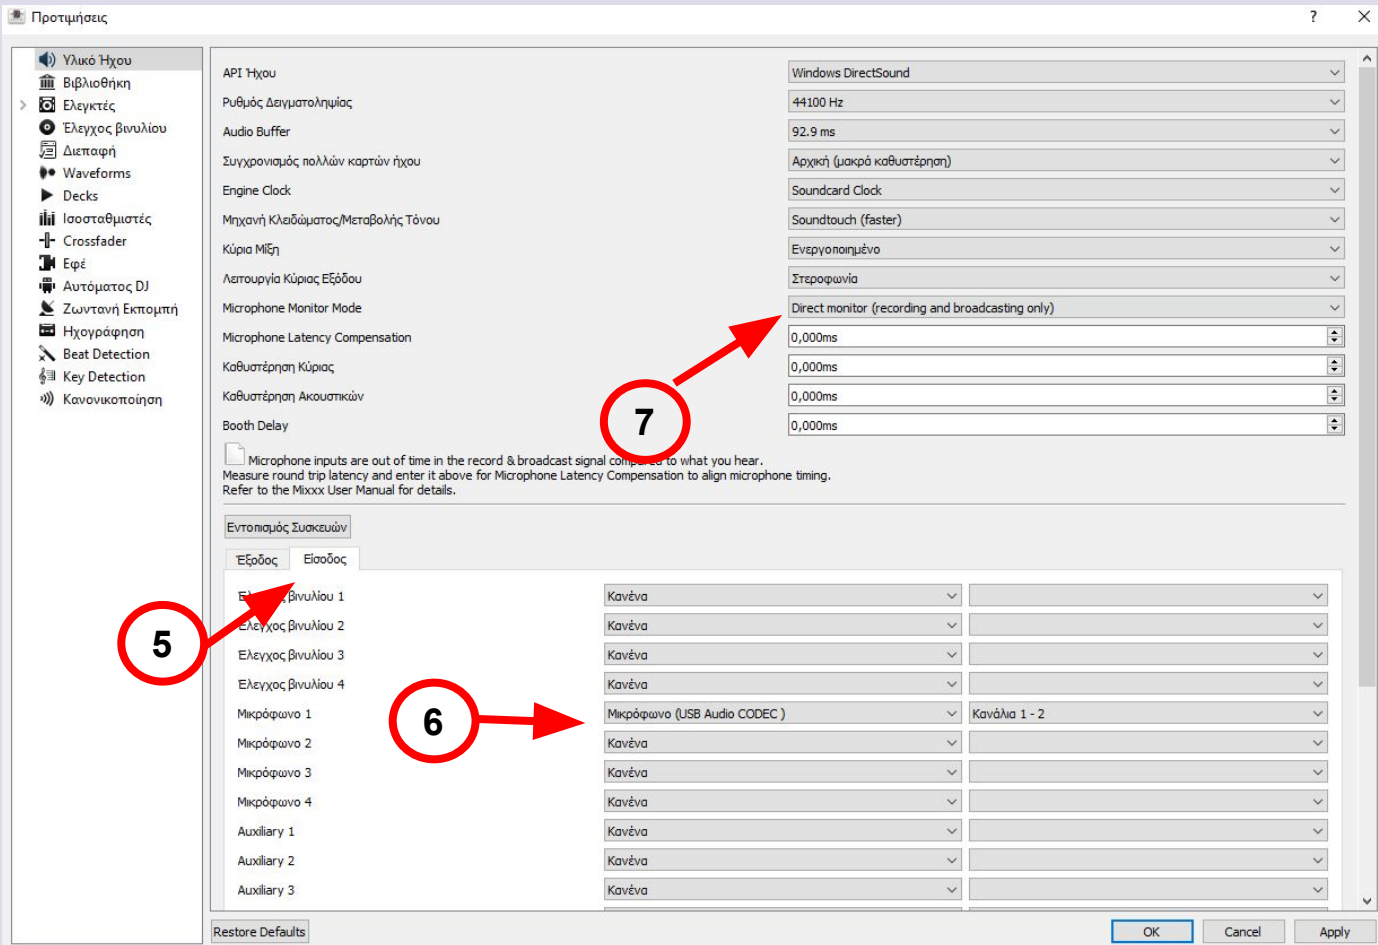 Προτιμήσεις
?
Υλικό Ήχου
Βιβλιοθήκη
Ελεγκτές
Έλεγχος βινυλίου
Διεπαφή
Waveforms
Decks
Ισοσταθμιστές
Crossfader
Εφέ
Αυτόματος DJ
Ζωντανή Εκπομπή
Ηχογράφηση
Beat Detection
Key Detection
Κανονικοποίηση
API Ήχου Windows DirectSound
Ρυθμός Δειγματοληψίας 44100 Hz
Audio Buffer 92.9 ms
Συγχρονισμός πολλών καρτών ήχου Αρχική (μακρά καθυστέρηση)
Engine Clock Soundcard Clock
Μηχανή Κλειδώματος/Μεταβολής Τόνου Soundtouch (faster)
Κύρια Μίξη Ενεργοποιημένο
Λειτουργία Κύριας Εξόδου Στεροφωνία
Microphone Monitor Mode Direct monitor (recording and broadcasting only)
Microphone Latency Compensation 0,000ms
Καθυστέρηση Κύριας 0,000ms
Καθυστέρηση Ακουστικών 0,000ms
Booth Delay 0,000ms
7
Microphone inputs are out of time in the record & broadcast signal compared to what you hear.
Measure round trip latency and enter it above for Microphone Latency Compensation to align microphone timing.
Refer to the Mixxx User Manual for details.
Εντοπισμός Συσκευών
Έξοδος Είσοδος
Έλεγχος βινυλίου 1 Κανένα
Έλεγχος βινυλίου 2 Κανένα
5
Έλεγχος βινυλίου 3 Κανένα
Έλεγχος βινυλίου 4 Κανένα
Μικρόφωνο 1 Μικρόφωνο (USB Audio CODEC ) Κανάλια 1 - 2
6
Μικρόφωνο 2 Κανένα
Μικρόφωνο 3 Κανένα
Μικρόφωνο 4 Κανένα
Auxiliary 1 Κανένα
Auxiliary 2 Κανένα
Auxiliary 3 Κανένα
Restore Defaults OK Cancel Apply